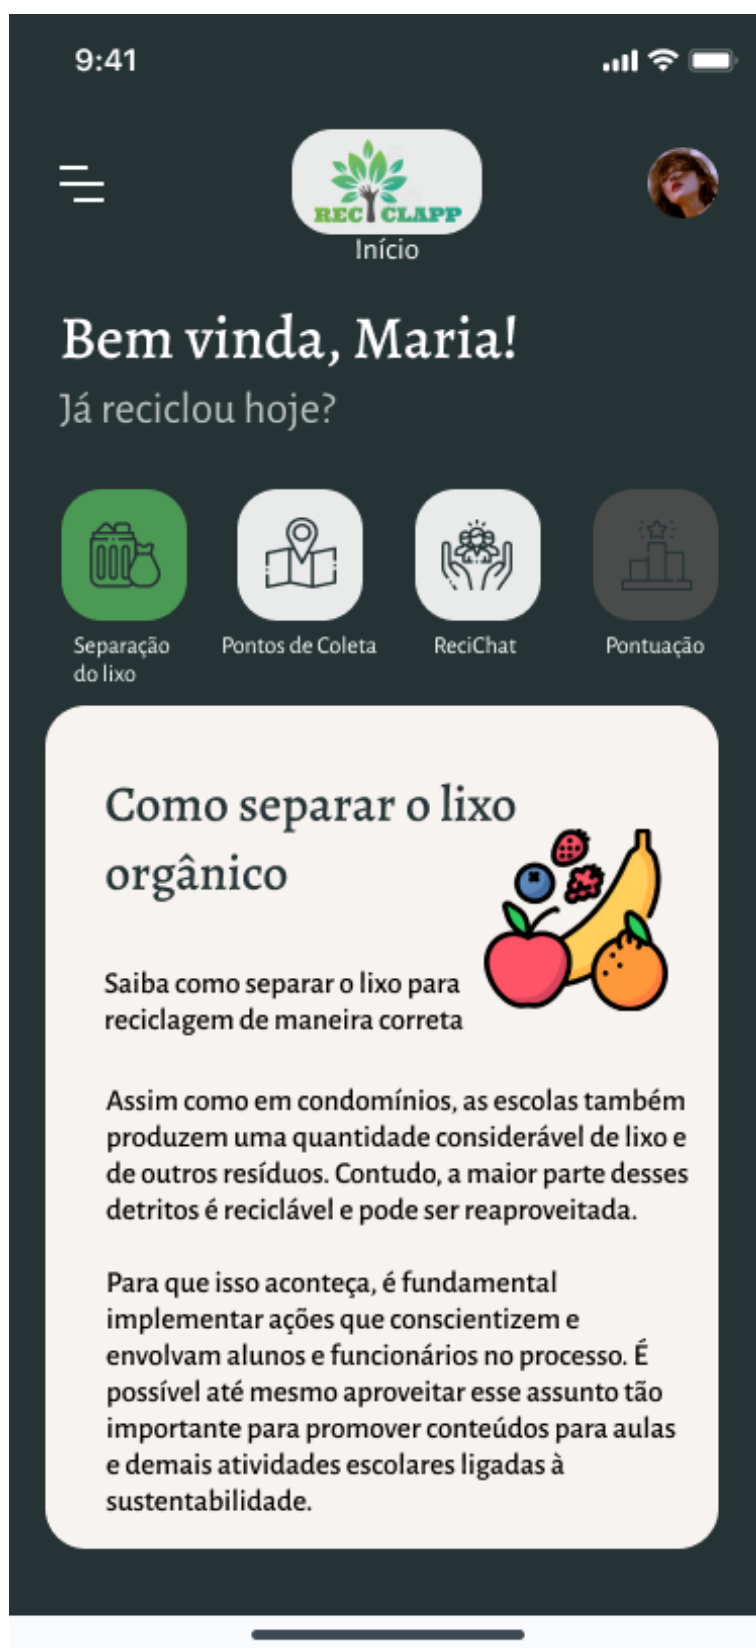 9:41
RECICLAPP
Início
Bem vinda, Maria!
Já reciclou hoje?
Separação
do lixo
Pontos de Coleta
ReciChat
Pontuação
Como separar o lixo
orgânico
Saiba como separar o lixo para
reciclagem de maneira correta
Assim como em condomínios, as escolas também
produzem uma quantidade considerável de lixo e
de outros resíduos. Contudo, a maior parte desses
detritos é reciclável e pode ser reaproveitada.
Para que isso aconteça, é fundamental
implementar ações que conscientizem e
envolvam alunos e funcionários no processo. É
possível até mesmo aproveitar esse assunto tão
importante para promover conteúdos para aulas
e demais atividades escolares ligadas à
sustentabilidade.